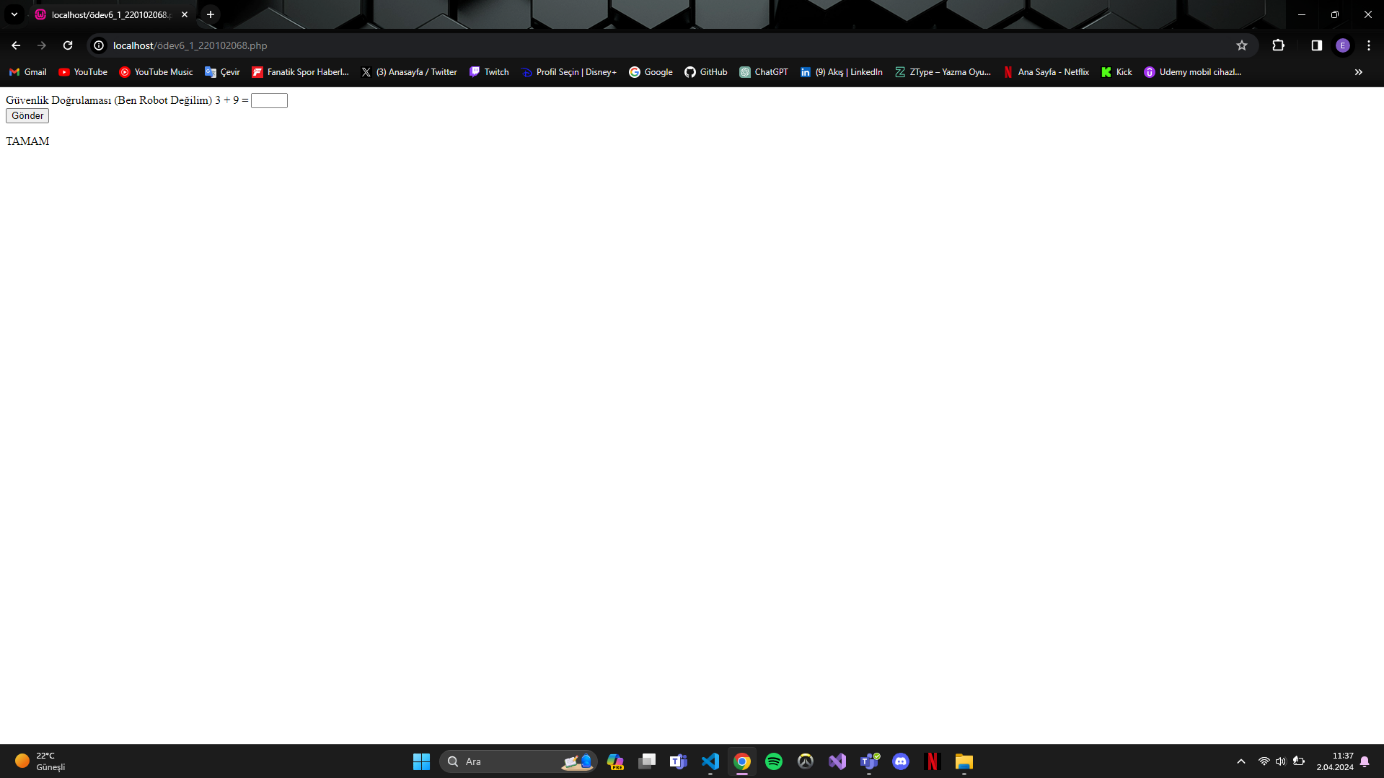 localhost/ödev6_1_220102068.p
localhost/ödev6_1_220102068.php
E
Gmail YouTube YouTube Music Çevir Fanatik Spor Haberl... (3) Anasayfa / Twitter Twitch Profil Seçin | Disney+ Google GitHub ChatGPT (9) Akış | LinkedIn ZType – Yazma Oyu... Ana Sayfa - Netflix Kick Udemy mobil cihazl... »
Güvenlik Doğrulaması (Ben Robot Değilim) 3 + 9 =
Gönder
TAMAM
22°C
Güneşli
Ara
11:37
2.04.2024